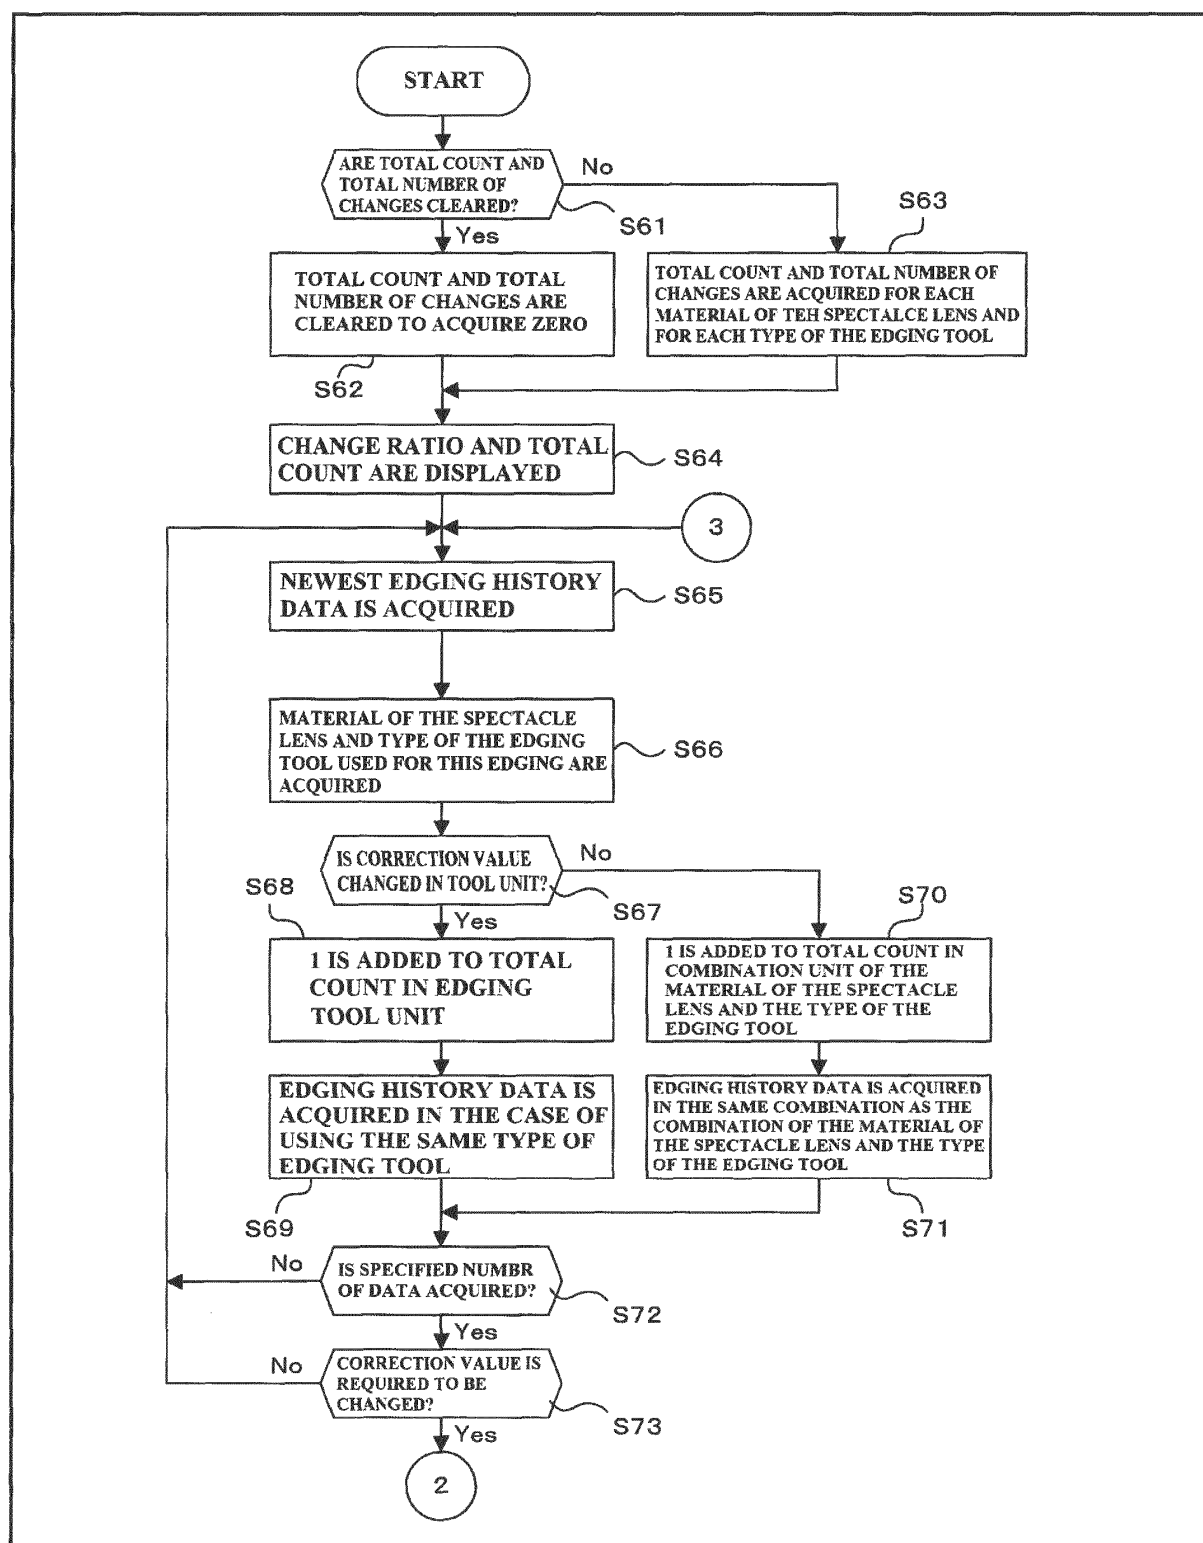 START
ARE TOTAL COUNT AND
TOTAL NUMBER OF
CHANGES CLEARED?
No
S61
Yes
S63
TOTAL COUNT AND TOTAL
NUMBER OF CHANGES ARE
CLEARED TO ACQUIRE ZERO
S62
TOTAL COUNT AND TOTAL NUMBER OF
CHANGES ARE ACQUIRED FOR EACH
MATERIAL OF TEH SPECTALCE LENS AND
FOR EACH TYPE OF THE EDGING TOOL
CHANGE RATIO AND TOTAL
COUNT ARE DISPLAYED
S64
3
NEWEST EDGING HISTORY
DATA IS ACQUIRED
S65
MATERIAL OF THE SPECTACLE
LENS AND TYPE OF THE EDGING
TOOL USED FOR THIS EDGING ARE
ACQUIRED
S66
IS CORRECTION VALUE
CHANGED IN TOOL UNIT?
No
S67
Yes
S68
1 IS ADDED TO TOTAL
COUNT IN EDGING
TOOL UNIT
S70
1 IS ADDED TO TOTAL COUNT IN
COMBINATION UNIT OF THE
MATERIAL OF THE SPECTACLE
LENS AND THE TYPE OF THE
EDGING TOOL
EDGING HISTORY DATA IS
ACQUIRED IN THE CASE OF
USING THE SAME TYPE OF
EDGING TOOL
S69
EDGING HISTORY DATA IS ACQUIRED
IN THE SAME COMBINATION AS THE
COMBINATION OF THE MATERIAL OF
THE SPECTACLE LENS AND THE TYPE
OF THE EDGING TOOL
S71
No
IS SPECIFIED NUMBR
OF DATA ACQUIRED?
S72
Yes
No
CORRECTION VALUE IS
REQUIRED TO BE
CHANGED?
S73
Yes
2